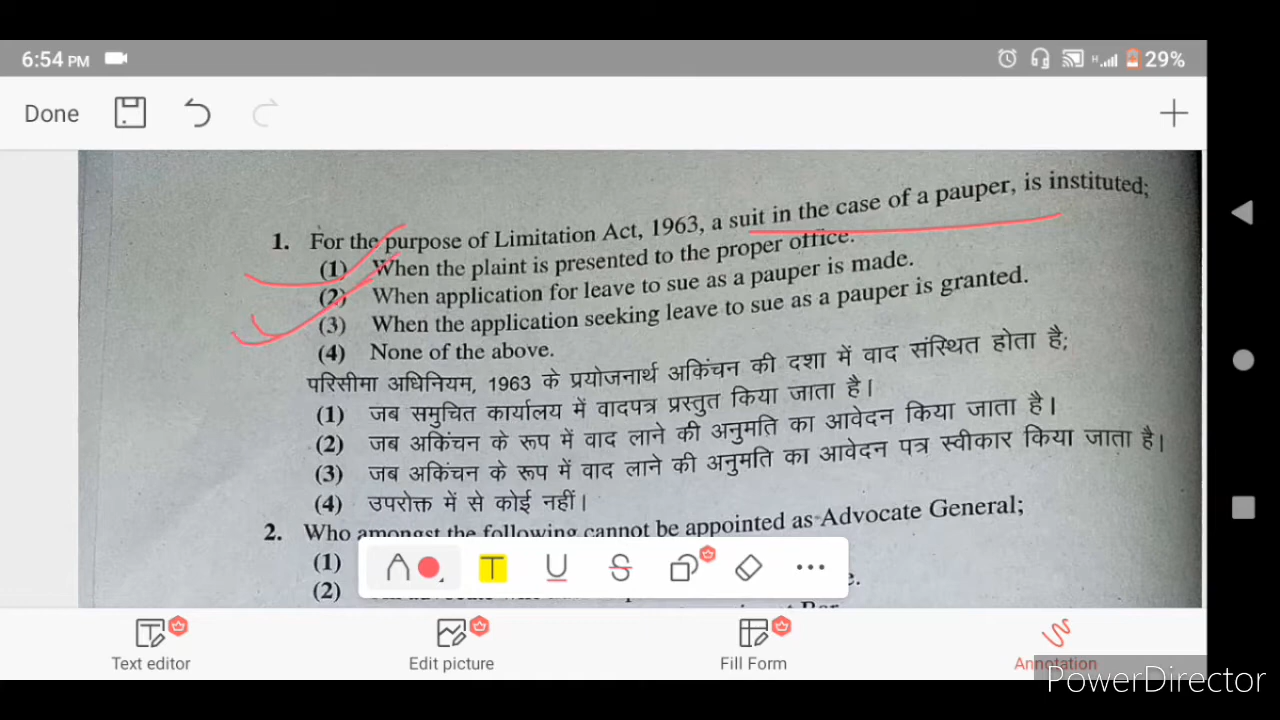 6:54 PM
29%
Done
1. For the purpose of Limitation Act, 1963, a suit in the case of a pauper, is instituted;
(1) When the plaint is presented to the proper office.
(2) When application for leave to sue as a pauper is made.
(3) When the application seeking leave to sue as a pauper is granted.
(4) None of the above.
परिसीमा अधिनियम, 1963 के प्रयोजनार्थ अकिंचन की दशा में वाद संस्थित होता है;
(1) जब समुचित कार्यालय में वादपत्र प्रस्तुत किया जाता है।
(2) जब अकिंचन के रूप में वाद लाने की अनुमति का आवेदन किया जाता है।
(3) जब अकिंचन के रूप में वाद लाने की अनुमति का आवेदन पत्र स्वीकार किया जाता है।
(4) उपरोक्त में से कोई नहीं।
2. Who amongst the following cannot be appointed as Advocate General;
(1)
(2)
Text editor
Edit picture
Fill Form
Annotation
PowerDirector